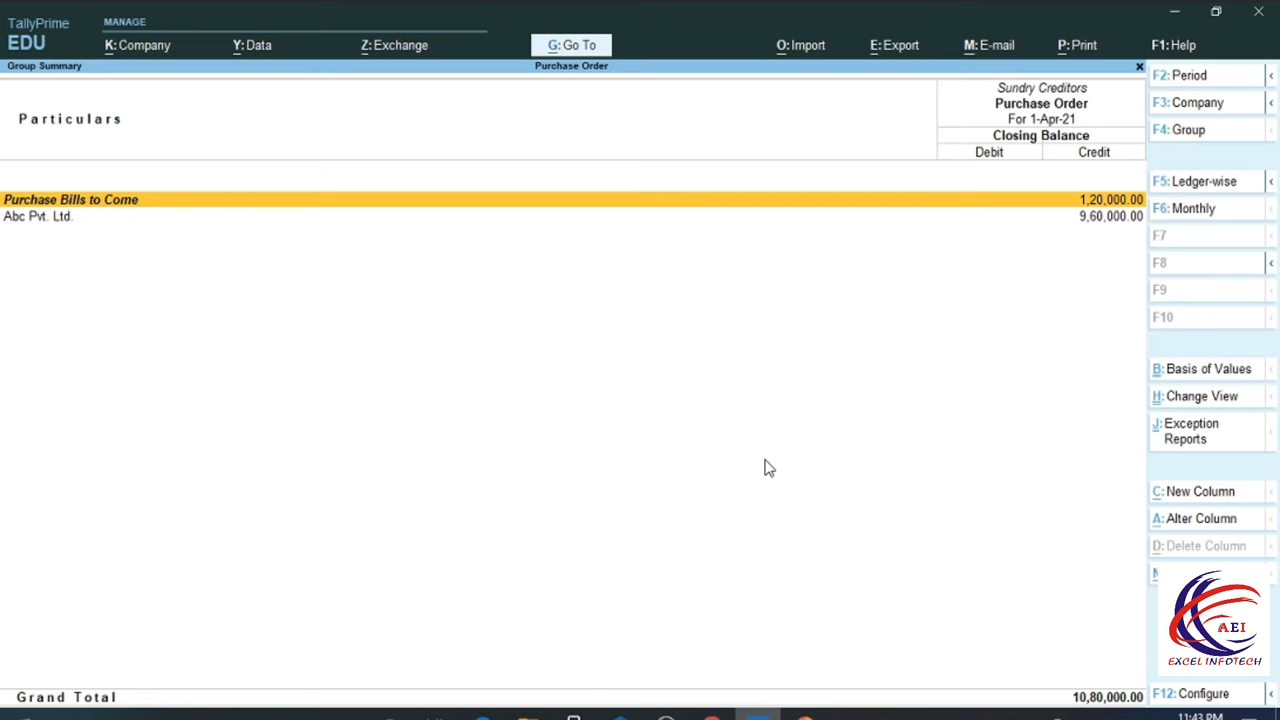 TallyPrime
EDU
MANAGE
K: Company
Y: Data
Z: Exchange
G: Go To
O: Import
E: Export
M: E-mail
P: Print
F1: Help
Group Summary
Purchase Order
Particulars
Sundry Creditors
Purchase Order
For 1-Apr-21
Closing Balance
Debit
Credit
Purchase Bills to Come 1,20,000.00
Abc Pvt. Ltd. 9,60,000.00
Grand Total 10,80,000.00
F2: Period
F3: Company
F4: Group
F5: Ledger-wise
F6: Monthly
F7
F8
F9
F10
B: Basis of Values
H: Change View
J: Exception
Reports
C: New Column
A: Alter Column
D: Delete Column
AEI
EXCEL INFOTECH
F12: Configure
11:43 PM